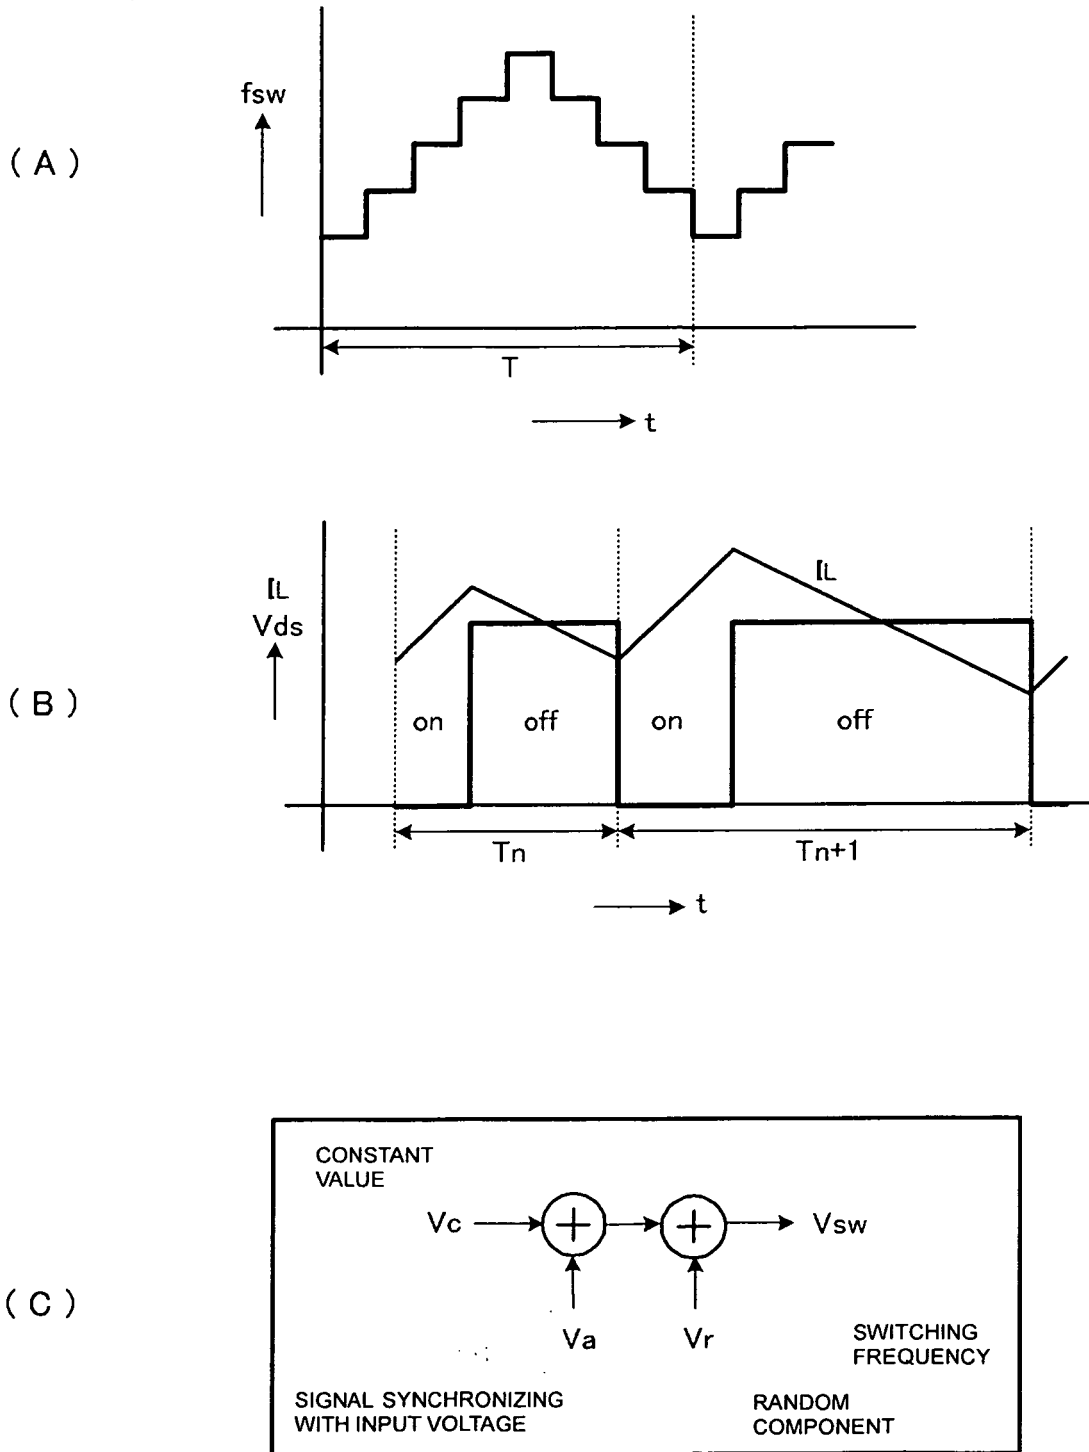 (A)
fsw
T
t
(B)
IL
Vds
IL
on
off
on
off
Tn
Tn+1
t
(C)
CONSTANT
VALUE
Vc
+
+
Vsw
Va
Vr
SWITCHING
FREQUENCY
SIGNAL SYNCHRONIZING
WITH INPUT VOLTAGE
RANDOM
COMPONENT